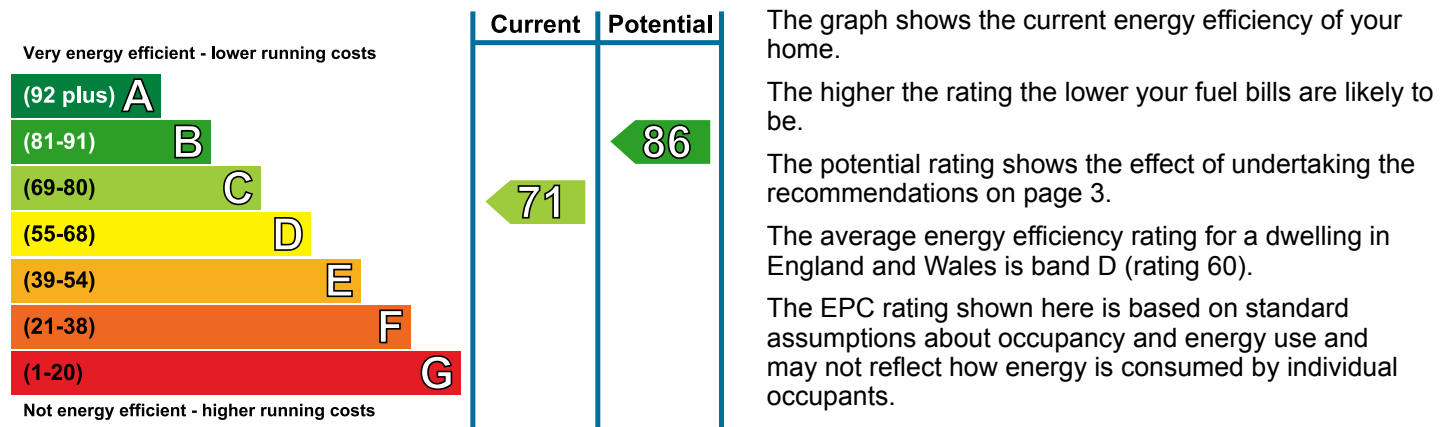 Current Potential
Very energy efficient - lower running costs
(92 plus) A
(81-91) B
86
(69-80) C
71
(55-68) D
(39-54) E
(21-38) F
(1-20) G
Not energy efficient - higher running costs
The graph shows the current energy efficiency of your
home.
The higher the rating the lower your fuel bills are likely to
be.
The potential rating shows the effect of undertaking the
recommendations on page 3.
The average energy efficiency rating for a dwelling in
England and Wales is band D (rating 60).
The EPC rating shown here is based on standard
assumptions about occupancy and energy use and
may not reflect how energy is consumed by individual
occupants.